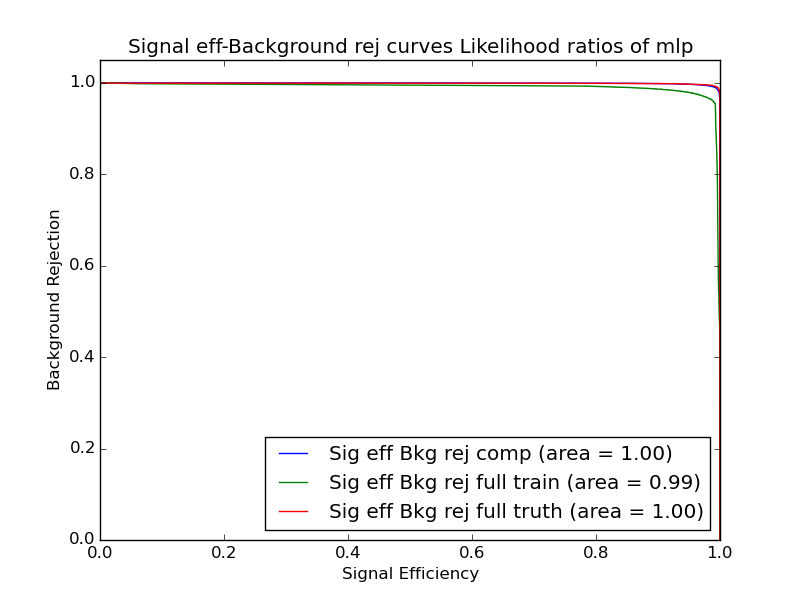 Signal eff-Background rej curves Likelihood ratios of mlp
1.0
0.8
0.6
0.4
0.2
0.0
Background Rejection
Sig eff Bkg rej comp (area = 1.00)
Sig eff Bkg rej full train (area = 0.99)
Sig eff Bkg rej full truth (area = 1.00)
0.0 0.2 0.4 0.6 0.8 1.0
Signal Efficiency